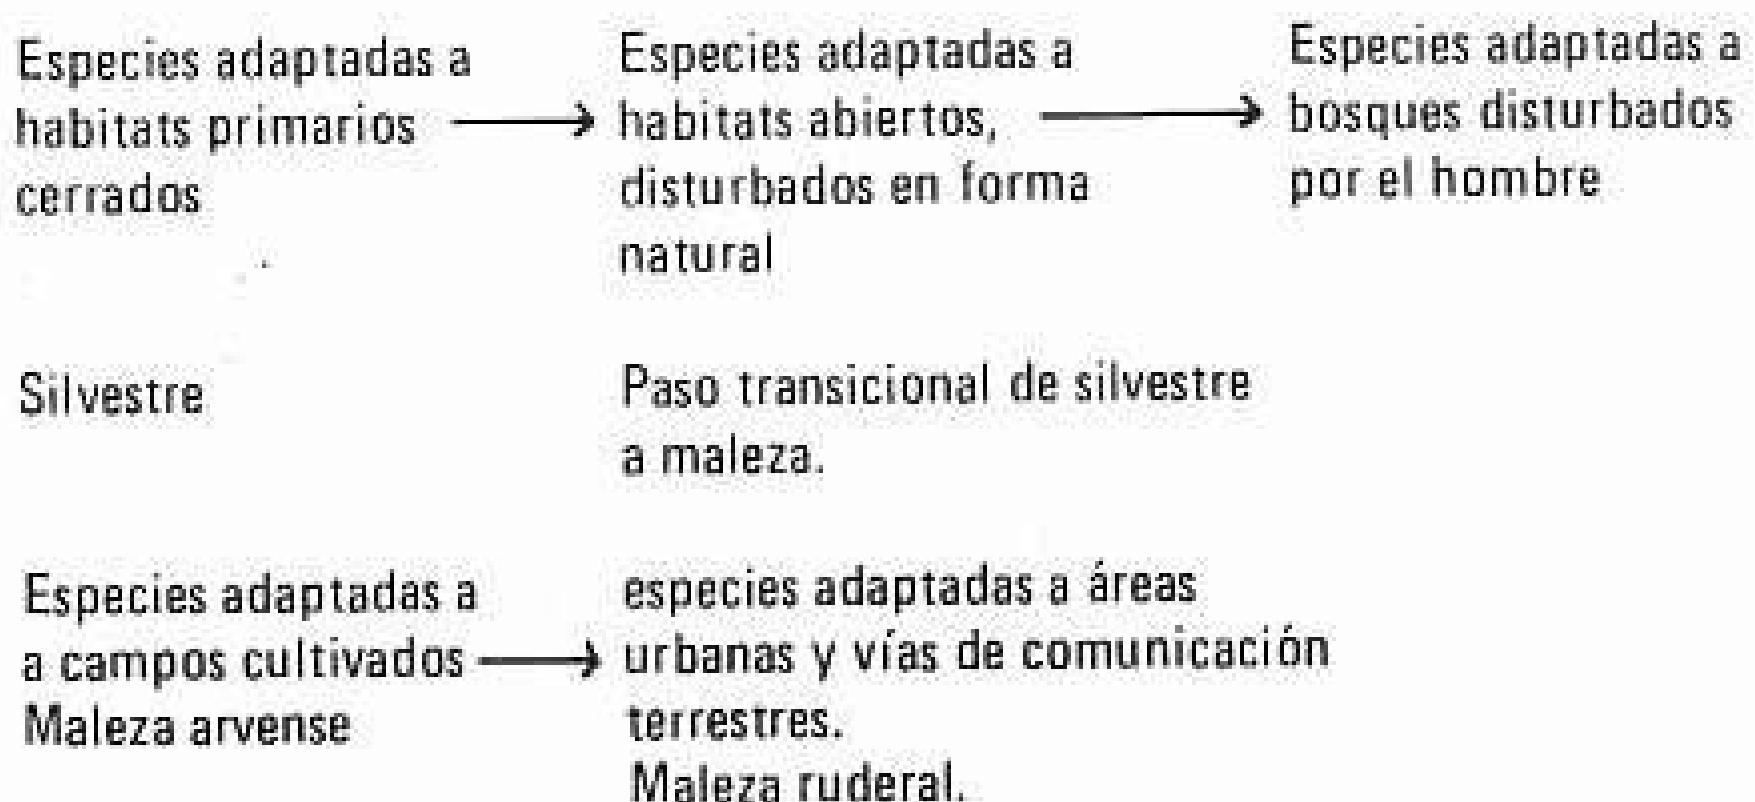 Especies adaptadas a
habitats primarios
cerrados
Especies adaptadas a
habitats abiertos,
disturbados en forma
natural
Especies adaptadas a
bosques disturbados
por el hombre
Silvestre
Paso transicional de silvestre
a maleza.
Especies adaptadas a
a campos cultivados
Maleza arvense
especies adaptadas a áreas
urbanas y vías de comunicación
terrestres.
Maleza ruderal.